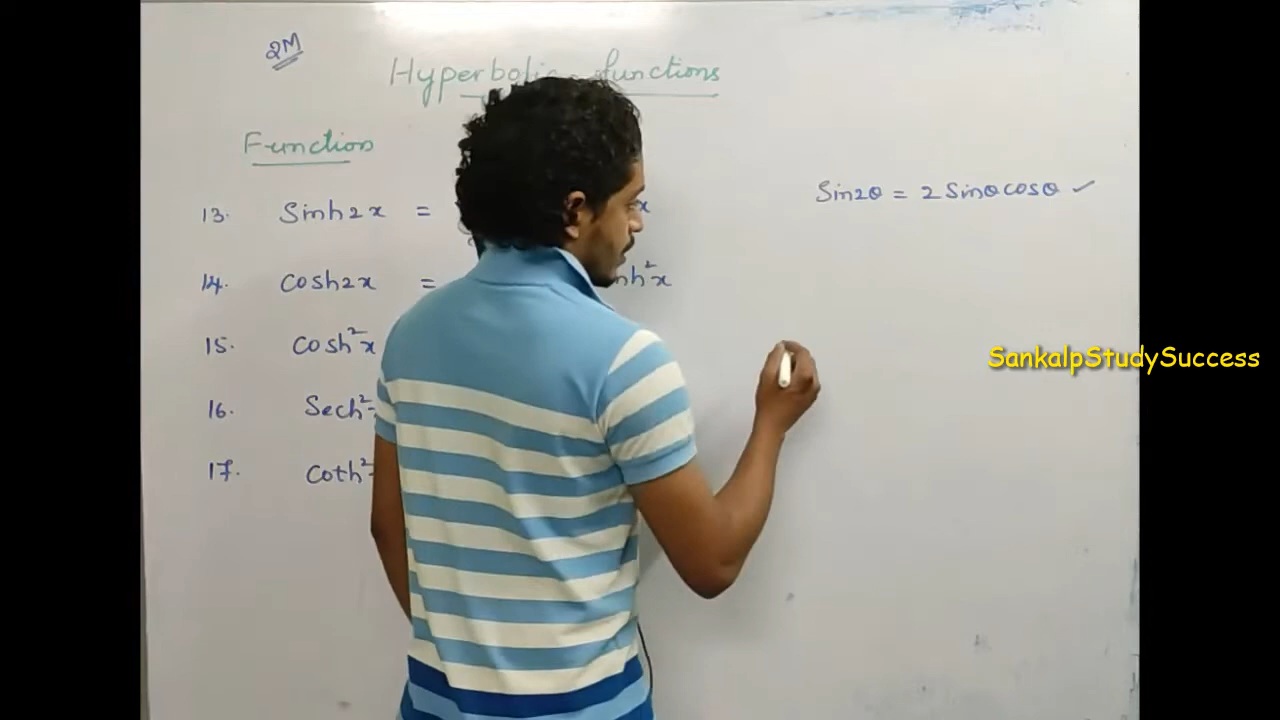 2M
Hyperbolic functions
Function
Sin2θ = 2 Sinθ cosθ ✓
13. Sinh2x = x
14. cosh2x = nh²x
15. cosh²x
SankalpStudySuccess
16. Sech²
17. coth²